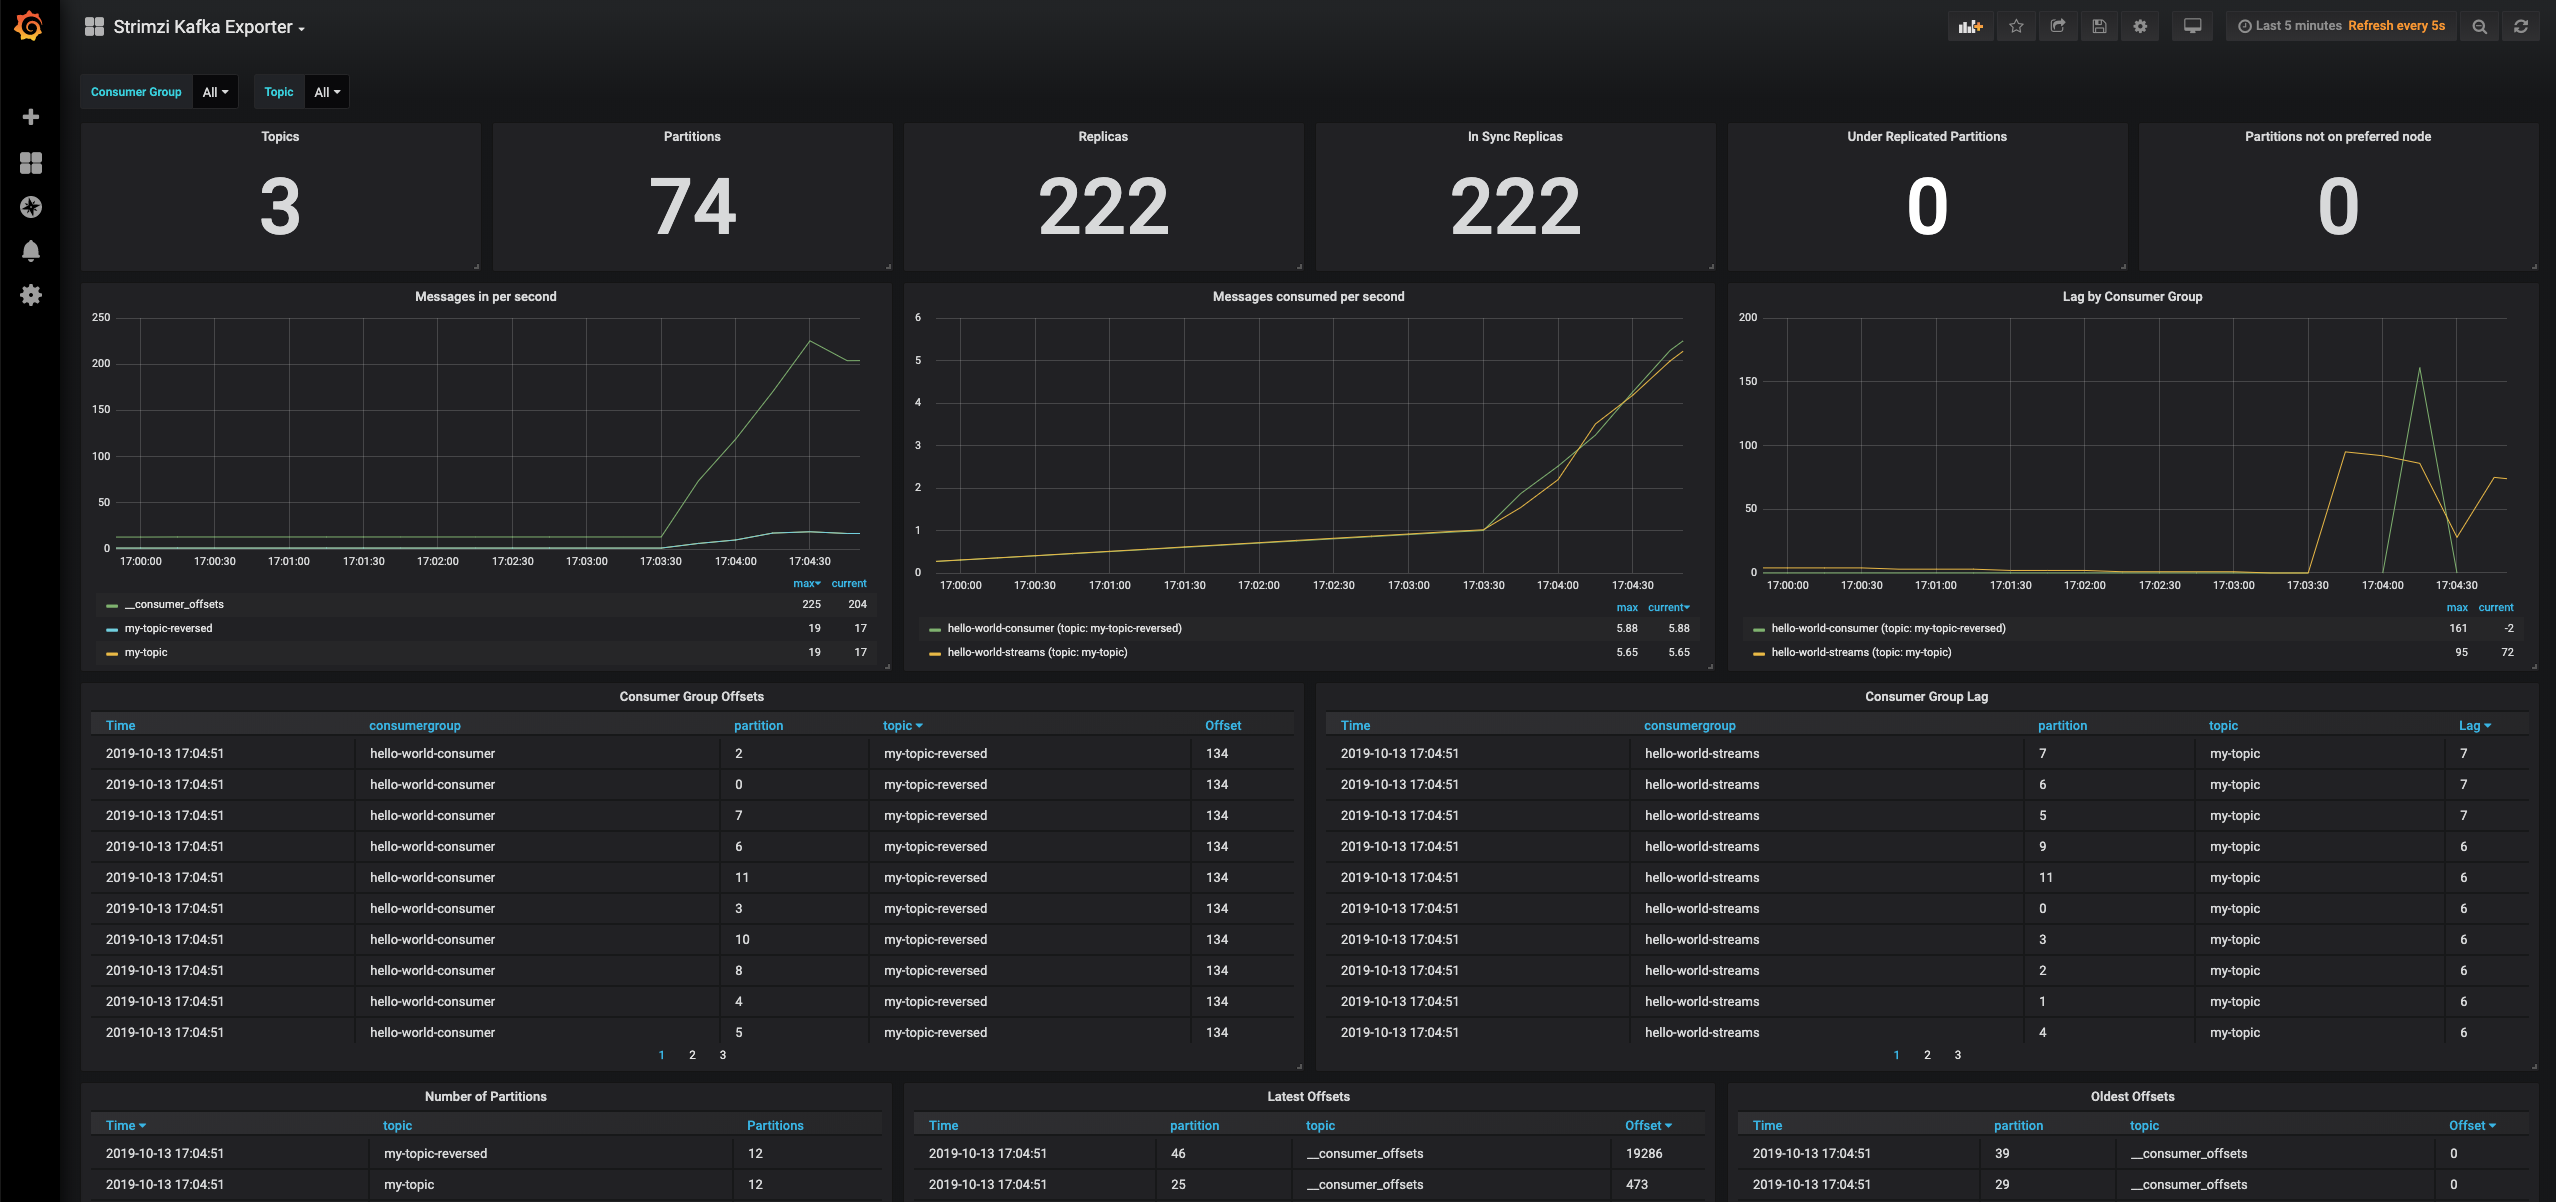 Strimzi Kafka Exporter
Last 5 minutes Refresh every 5s
Consumer Group All Topic All
Topics Partitions Replicas In Sync Replicas Under Replicated Partitions Partitions not on preferred node
3 74 222 222 0 0
Messages in per second
250
200
150
100
50
0
17:00:00 17:00:30 17:01:00 17:01:30 17:02:00 17:02:30 17:03:00 17:03:30 17:04:00 17:04:30
max current
__consumer_offsets 225 204
my-topic-reversed 19 17
my-topic 19 17
Messages consumed per second
6
5
4
3
2
1
0
17:00:00 17:00:30 17:01:00 17:01:30 17:02:00 17:02:30 17:03:00 17:03:30 17:04:00 17:04:30
max current
hello-world-consumer (topic: my-topic-reversed) 5.88 5.88
hello-world-streams (topic: my-topic) 5.65 5.65
Lag by Consumer Group
200
150
100
50
0
17:00:00 17:00:30 17:01:00 17:01:30 17:02:00 17:02:30 17:03:00 17:03:30 17:04:00 17:04:30
max current
hello-world-consumer (topic: my-topic-reversed) 161 -2
hello-world-streams (topic: my-topic) 95 72
Consumer Group Offsets
Time consumergroup partition topic Offset
2019-10-13 17:04:51 hello-world-consumer 2 my-topic-reversed 134
2019-10-13 17:04:51 hello-world-consumer 0 my-topic-reversed 134
2019-10-13 17:04:51 hello-world-consumer 7 my-topic-reversed 134
2019-10-13 17:04:51 hello-world-consumer 6 my-topic-reversed 134
2019-10-13 17:04:51 hello-world-consumer 11 my-topic-reversed 134
2019-10-13 17:04:51 hello-world-consumer 3 my-topic-reversed 134
2019-10-13 17:04:51 hello-world-consumer 10 my-topic-reversed 134
2019-10-13 17:04:51 hello-world-consumer 8 my-topic-reversed 134
2019-10-13 17:04:51 hello-world-consumer 4 my-topic-reversed 134
2019-10-13 17:04:51 hello-world-consumer 5 my-topic-reversed 134
1 2 3
Consumer Group Lag
Time consumergroup partition topic Lag
2019-10-13 17:04:51 hello-world-streams 7 my-topic 7
2019-10-13 17:04:51 hello-world-streams 6 my-topic 7
2019-10-13 17:04:51 hello-world-streams 5 my-topic 7
2019-10-13 17:04:51 hello-world-streams 9 my-topic 6
2019-10-13 17:04:51 hello-world-streams 11 my-topic 6
2019-10-13 17:04:51 hello-world-streams 0 my-topic 6
2019-10-13 17:04:51 hello-world-streams 3 my-topic 6
2019-10-13 17:04:51 hello-world-streams 2 my-topic 6
2019-10-13 17:04:51 hello-world-streams 1 my-topic 6
2019-10-13 17:04:51 hello-world-streams 4 my-topic 6
1 2 3
Number of Partitions
Time topic Partitions
2019-10-13 17:04:51 my-topic-reversed 12
2019-10-13 17:04:51 my-topic 12
Latest Offsets
Time partition topic Offset
2019-10-13 17:04:51 46 __consumer_offsets 19286
2019-10-13 17:04:51 25 __consumer_offsets 473
Oldest Offsets
Time partition topic Offset
2019-10-13 17:04:51 39 __consumer_offsets 0
2019-10-13 17:04:51 29 __consumer_offsets 0